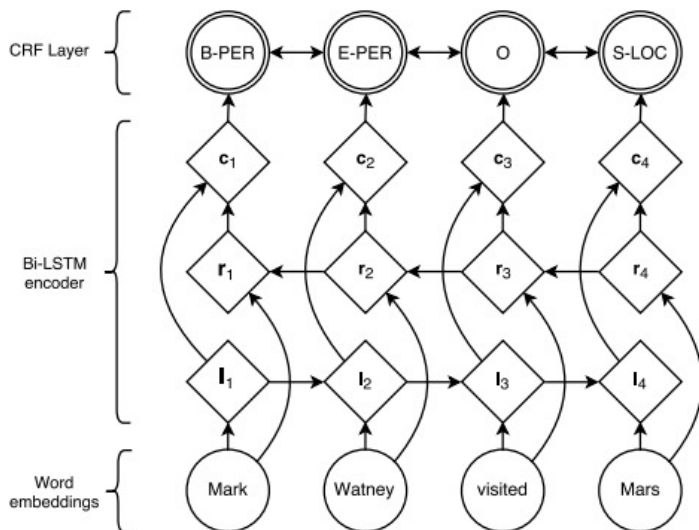 CRF Layer
B-PER E-PER O S-LOC
c1 c2 c3 c4
Bi-LSTM
encoder
r1 r2 r3 r4
l1 l2 l3 l4
Word
embeddings
Mark Watney visited Mars